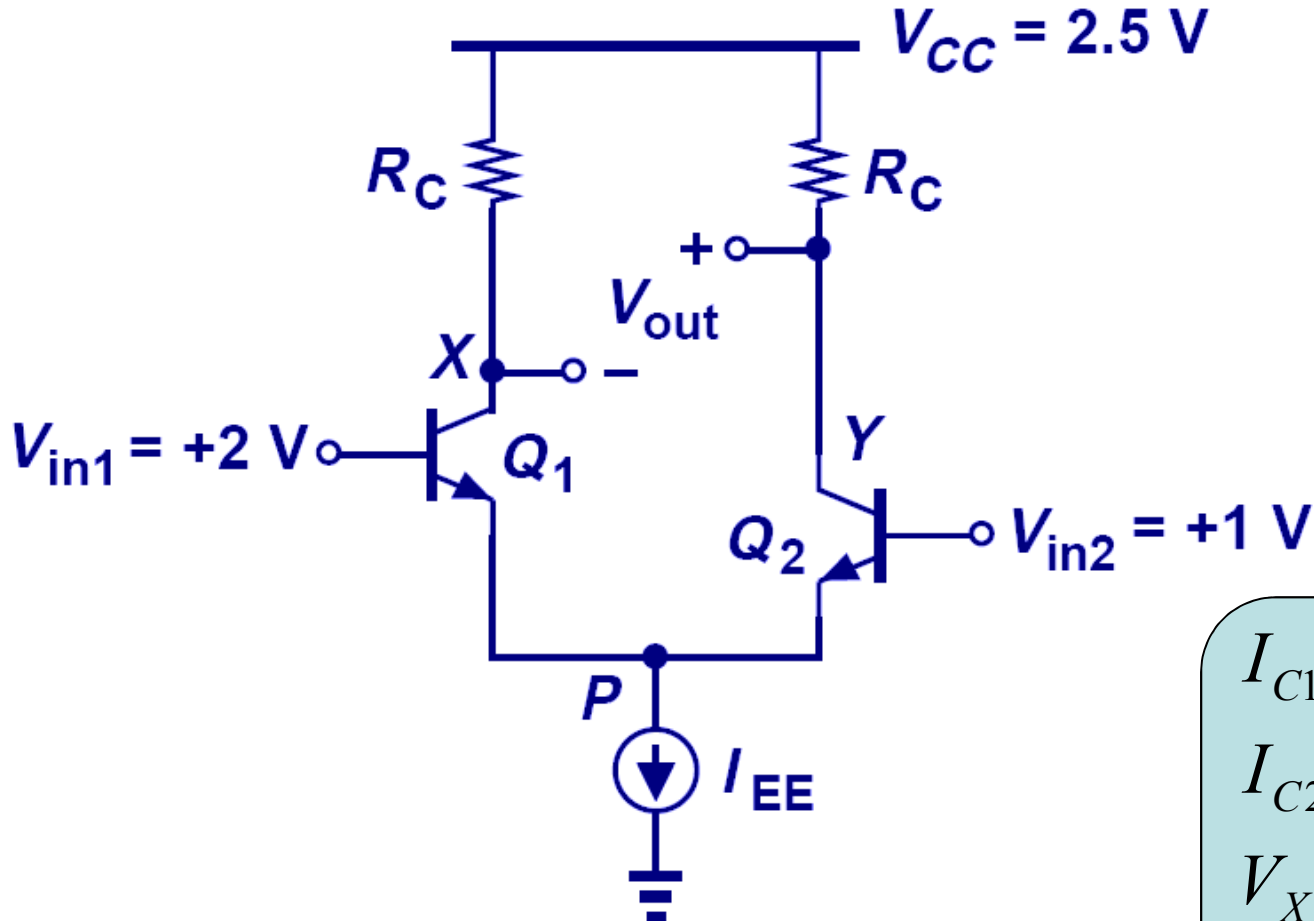 V_CC = 2.5 V
R_C
R_C
+
V_out
X
−
V_in1 = +2 V
Q_1
Y
Q_2
V_in2 = +1 V
P
I_EE
I_C1
I_C2
V_X